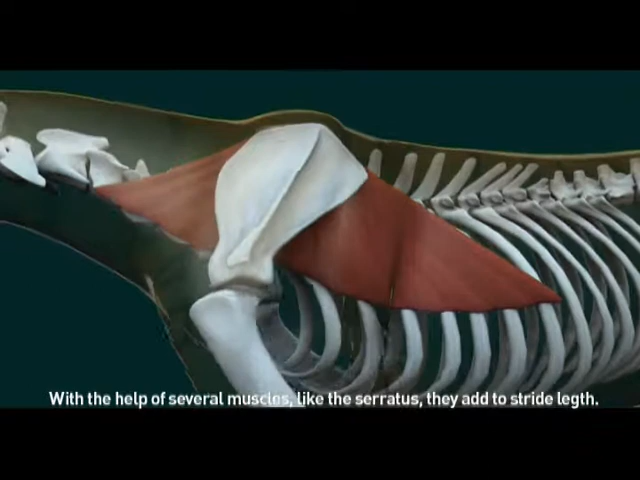 With the help of several muscles, like the serratus, they add to stride legth.